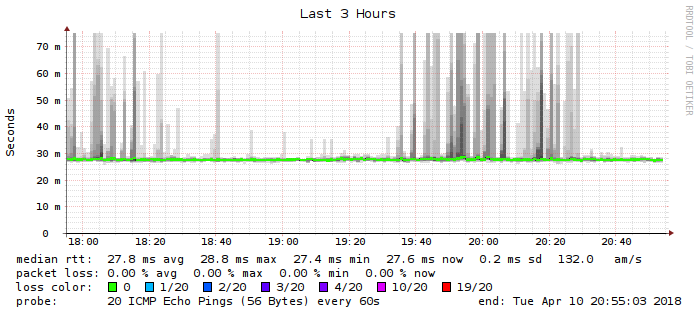 Last 3 Hours
RRDTOOL / TOBI OETIKER
Seconds
70 m
60 m
50 m
40 m
30 m
20 m
10 m
0
18:00 18:20 18:40 19:00 19:20 19:40 20:00 20:20 20:40
median rtt: 27.8 ms avg 28.8 ms max 27.4 ms min 27.6 ms now 0.2 ms sd 132.0 am/s
packet loss: 0.00 % avg 0.00 % max 0.00 % min 0.00 % now
loss color: 0 1/20 2/20 3/20 4/20 10/20 19/20
probe: 20 ICMP Echo Pings (56 Bytes) every 60s end: Tue Apr 10 20:55:03 2018